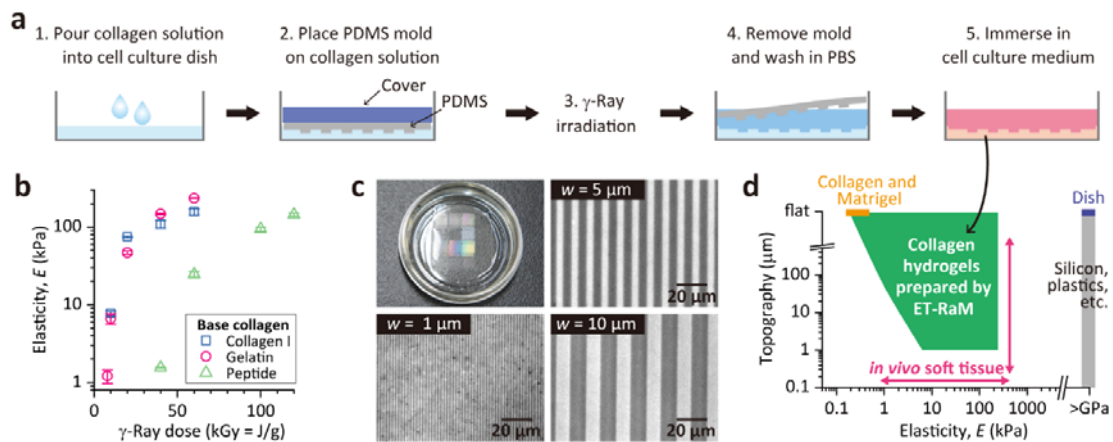 a
1. Pour collagen solution
into cell culture dish
2. Place PDMS mold
on collagen solution
Cover
PDMS
3. γ-Ray
irradiation
4. Remove mold
and wash in PBS
5. Immerse in
cell culture medium
b
Elasticity, E (kPa)
100
10
1
Base collagen
Collagen I
Gelatin
Peptide
0 50 100
γ-Ray dose (kGy = J/g)
c
w = 5 μm
20 μm
w = 1 μm
20 μm
w = 10 μm
20 μm
d
Collagen and
Matrigel
Dish
Topography (μm)
flat
100
10
1
0.1
Collagen
hydrogels
prepared by
ET-RaM
Silicon,
plastics,
etc.
in vivo soft tissue
0.1 1 10 100 1000 >GPa
Elasticity, E (kPa)